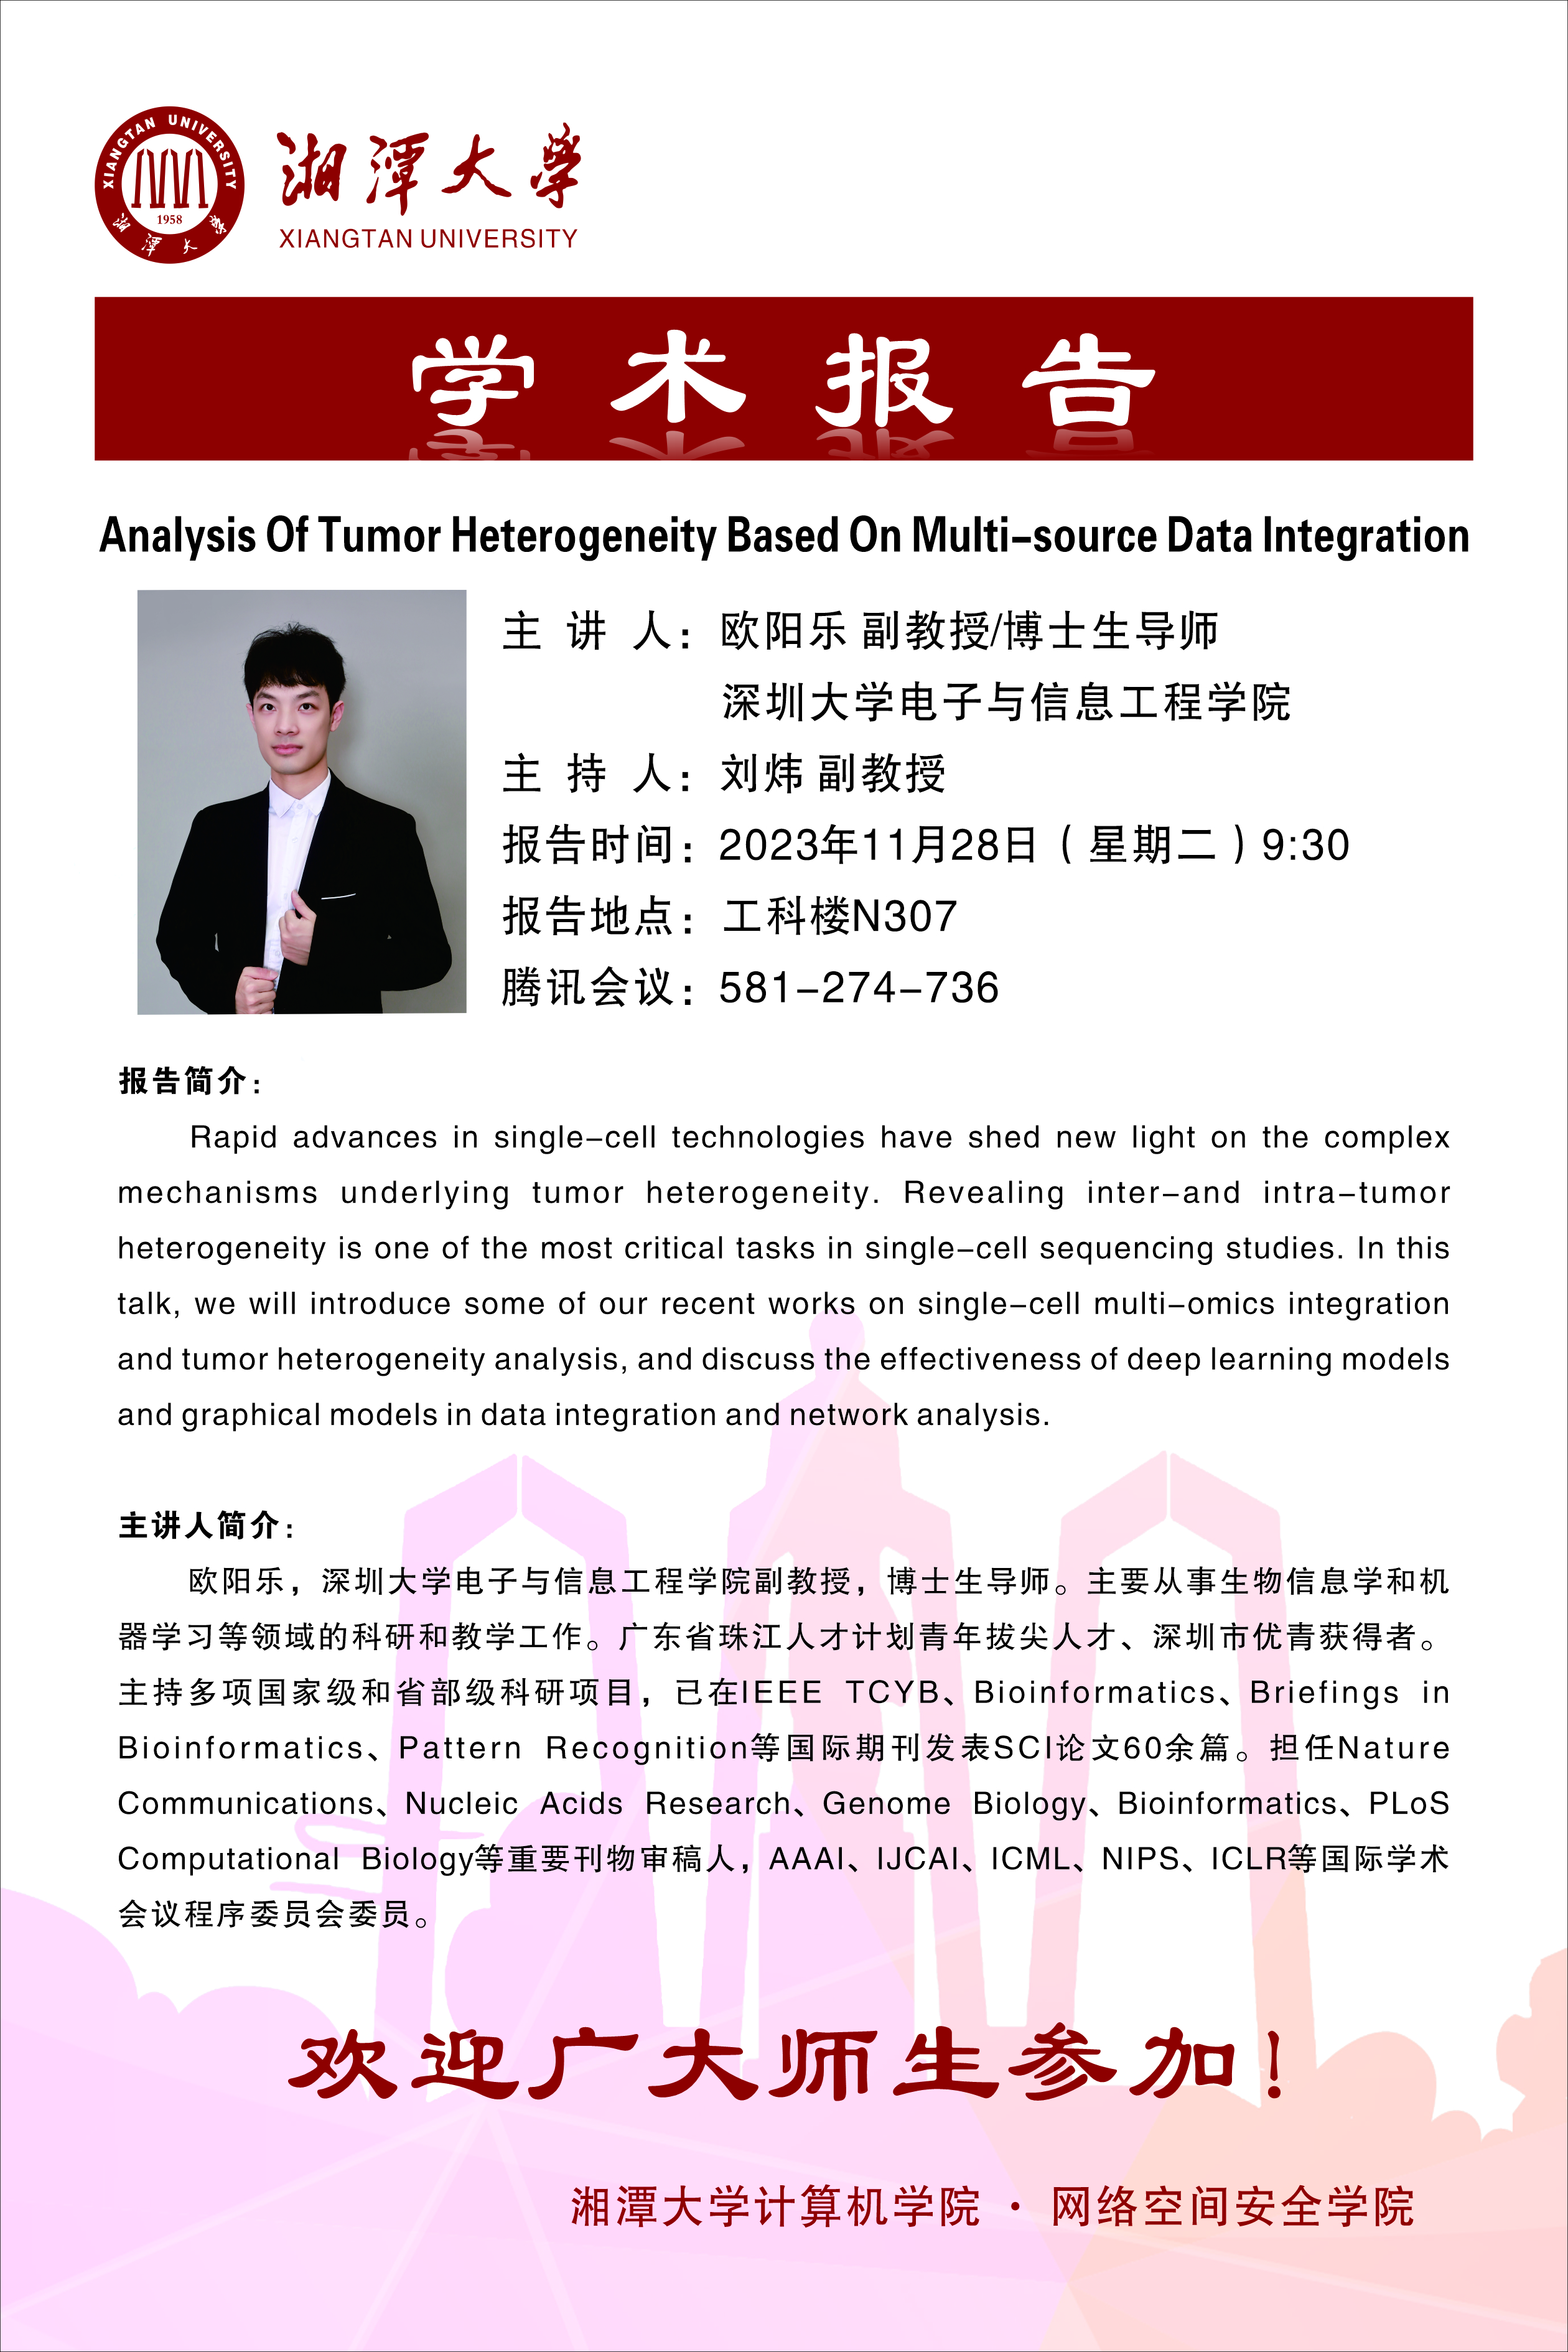 XIANGTAN UNIVERSITY
1958
湘潭大学
湘潭大学
XIANGTAN UNIVERSITY
学术报告
Analysis Of Tumor Heterogeneity Based On Multi-source Data Integration
主讲人：欧阳乐 副教授/博士生导师
深圳大学电子与信息工程学院
主持人：刘炜 副教授
报告时间：2023年11月28日（星期二）9:30
报告地点：工科楼N307
腾讯会议：581-274-736
报告简介：
Rapid advances in single-cell technologies have shed new light on the complex
mechanisms underlying tumor heterogeneity. Revealing inter-and intra-tumor
heterogeneity is one of the most critical tasks in single-cell sequencing studies. In this
talk, we will introduce some of our recent works on single-cell multi-omics integration
and tumor heterogeneity analysis, and discuss the effectiveness of deep learning models
and graphical models in data integration and network analysis.
主讲人简介：
欧阳乐，深圳大学电子与信息工程学院副教授，博士生导师。主要从事生物信息学和机
器学习等领域的科研和教学工作。广东省珠江人才计划青年拔尖人才、深圳市优青获得者。
主持多项国家级和省部级科研项目，已在IEEE TCYB、Bioinformatics、Briefings in
Bioinformatics、Pattern Recognition等国际期刊发表SCI论文60余篇。担任Nature
Communications、Nucleic Acids Research、Genome Biology、Bioinformatics、PLoS
Computational Biology等重要刊物审稿人，AAAI、IJCAI、ICML、NIPS、ICLR等国际学术
会议程序委员会委员。
欢迎广大师生参加！
湘潭大学计算机学院 · 网络空间安全学院